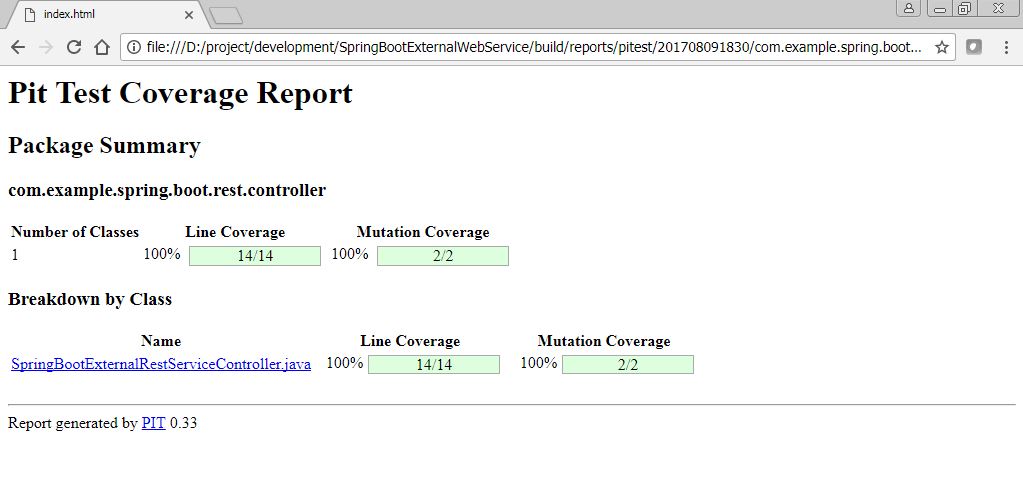 index.html
file:///D:/project/development/SpringBootExternalWebService/build/reports/pitest/201708091830/com.example.spring.boot...
Pit Test Coverage Report
Package Summary
com.example.spring.boot.rest.controller
Number of Classes Line Coverage Mutation Coverage
1 100% 14/14 100% 2/2
Breakdown by Class
Name Line Coverage Mutation Coverage
SpringBootExternalRestServiceController.java 100% 14/14 100% 2/2
Report generated by PIT 0.33